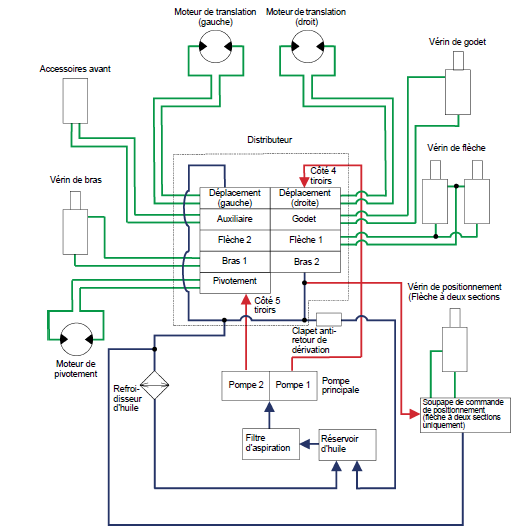 Moteur de translation
(gauche)
Moteur de translation
(droit)
Vérin de godet
Accessoires avant
Distributeur
Vérin de flèche
Côté 4
tiroirs
Vérin de bras
Déplacement
(gauche)
Déplacement
(droite)
Auxiliaire
Godet
Flèche 2
Flèche 1
Bras 1
Bras 2
Pivotement
Côté 5
tiroirs
Vérin de positionnement
(Flèche à deux sections
Clapet anti-
retour de
dérivation
Moteur de
pivotement
Refroi-
disseur
d'huile
Pompe 2
Pompe 1
Pompe
principale
Soupape de commande
de positionnement
(flèche à deux sections
uniquement)
Filtre
d'aspiration
Réservoir
d'huile